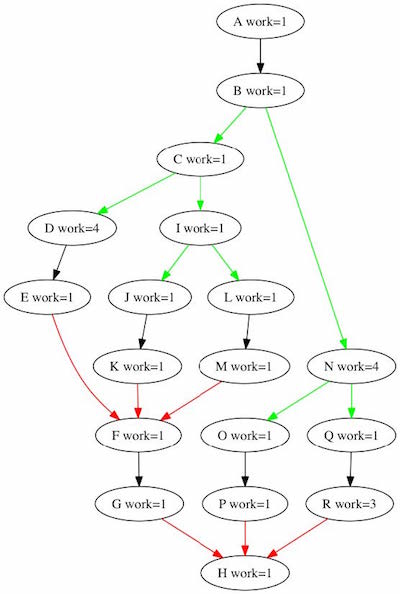 A work=1
B work=1
C work=1
D work=4
I work=1
E work=1
J work=1
L work=1
K work=1
M work=1
N work=4
F work=1
O work=1
Q work=1
G work=1
P work=1
R work=3
H work=1